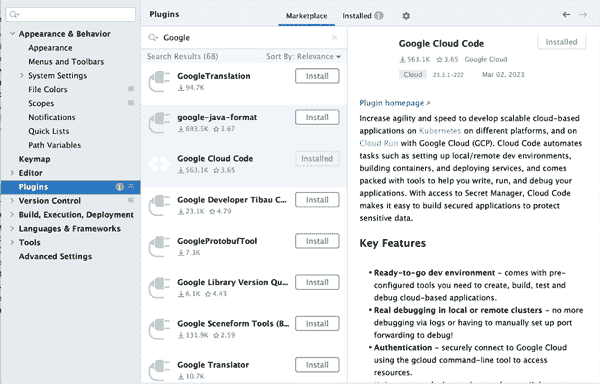 Plugins
Marketplace
Installed 1
Appearance & Behavior
Appearance
Menus and Toolbars
System Settings
File Colors
Scopes
Notifications
Quick Lists
Path Variables
Keymap
Editor
Plugins 1
Version Control
Build, Execution, Deployment
Languages & Frameworks
Tools
Advanced Settings
Google
Search Results (68) Sort By: Relevance
GoogleTranslation Install
94.7K
google-java-format Install
693.5K 3.67
Google Cloud Code Installed
563.1K 3.65
Google Developer Tibau C... Install
23.1K 4.79
GoogleProtobufTool Install
7.3K
Google Library Version Qu... Install
6.1K 4.43
Google Sceneform Tools (B... Install
131.9K 2.59
Google Translator Install
10.7K
Google Cloud Code Installed
563.1K 3.65 Google Cloud
Cloud 23.3.1-222 Mar 02, 2023
Plugin homepage
Increase agility and speed to develop scalable cloud-based
applications on Kubernetes on different platforms, and on
Cloud Run with Google Cloud (GCP). Cloud Code automates
tasks such as setting up local/remote dev environments,
building containers, and deploying services, and comes
packed with tools to help you write, run, and debug your
applications. With access to Secret Manager, Cloud Code
makes it easy to build secured applications to protect
sensitive data.
Key Features
• Ready-to-go dev environment – comes with pre-
configured tools you need to create, build, test and
debug cloud-based applications.
• Real debugging in local or remote clusters – no more
debugging via logs or having to manually set up port
forwarding to debug!
• Authentication – securely connect to Google Cloud
using the gcloud command-line tool to access
resources.